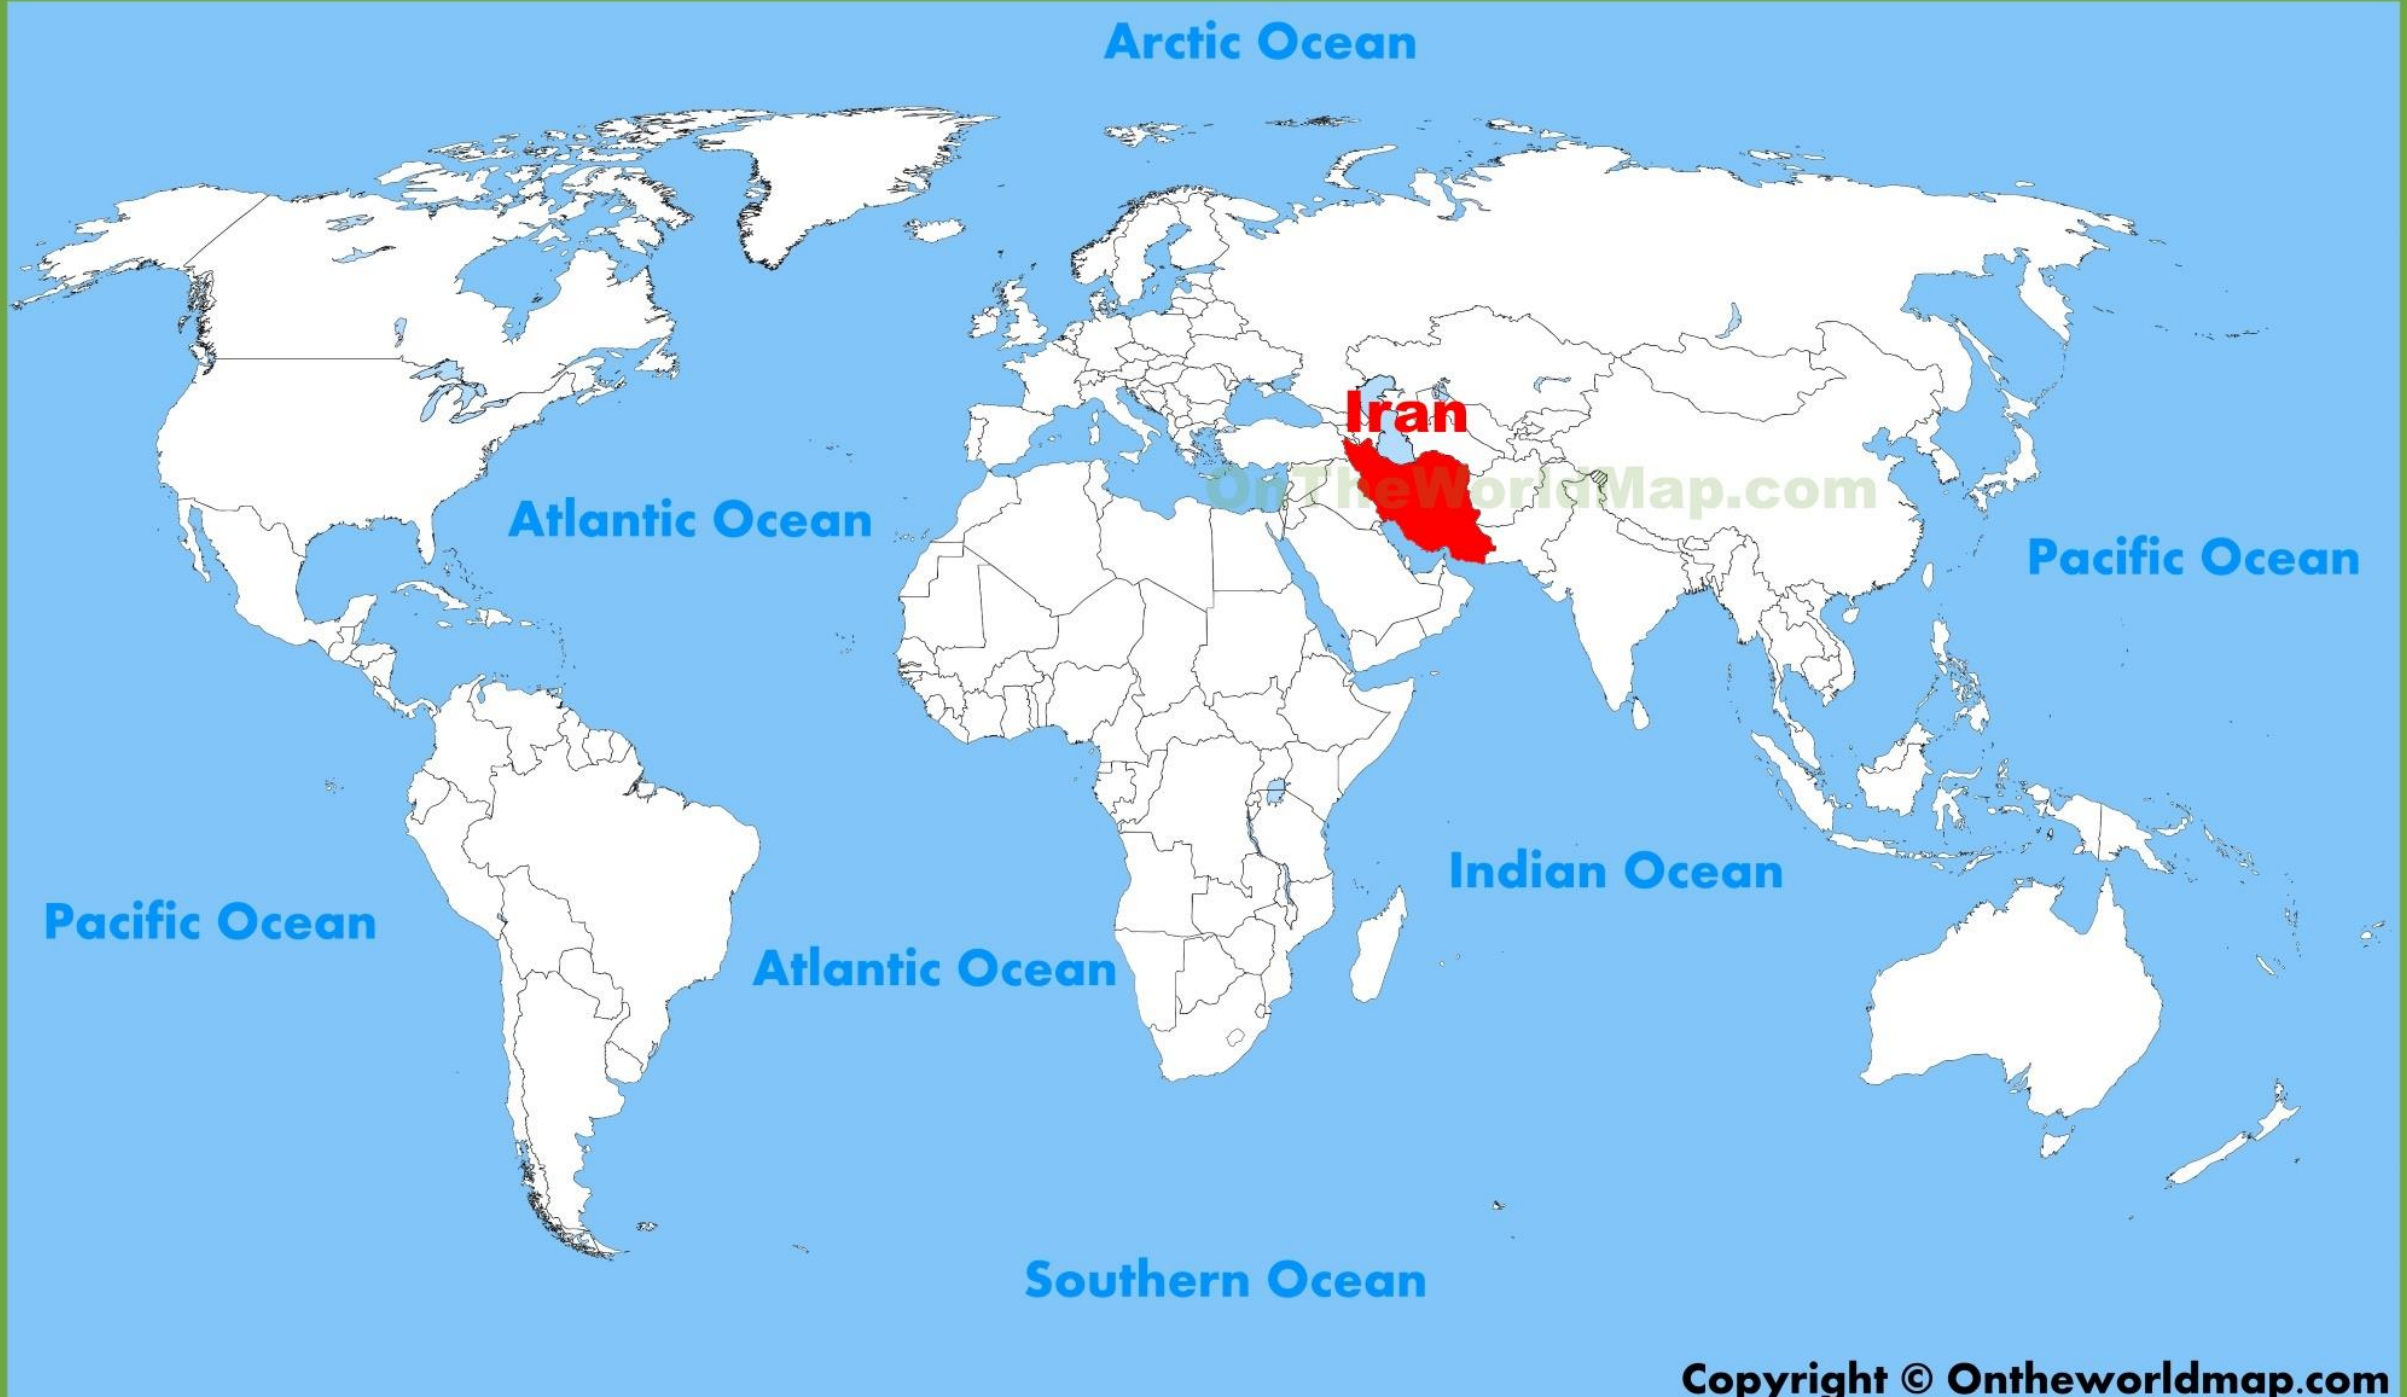 Arctic Ocean
Iran
OnTheWorldMap.com
Atlantic Ocean
Pacific Ocean
Indian Ocean
Pacific Ocean
Atlantic Ocean
Southern Ocean
Copyright © Ontheworldmap.com